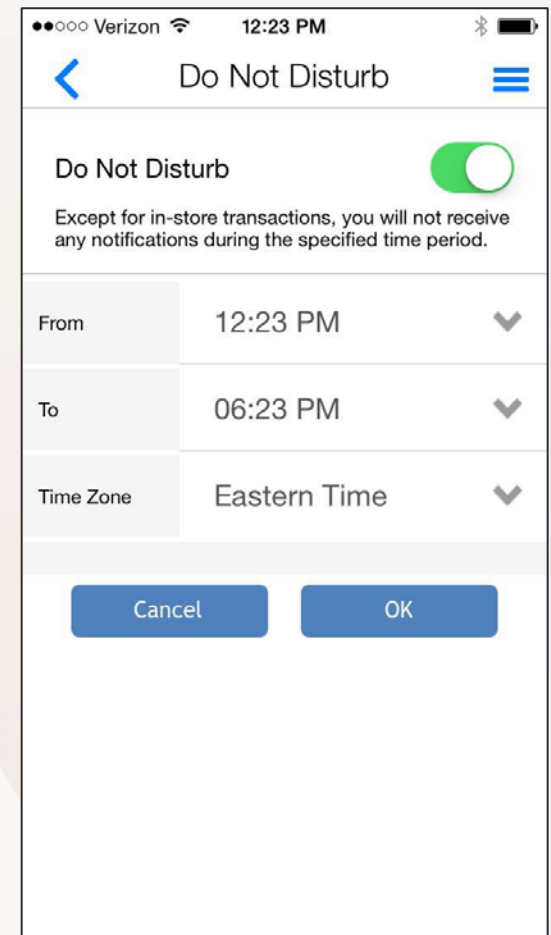 Verizon 12:23 PM
Do Not Disturb
Do Not Disturb
Except for in-store transactions, you will not receive
any notifications during the specified time period.
From 12:23 PM
To 06:23 PM
Time Zone Eastern Time
Cancel OK